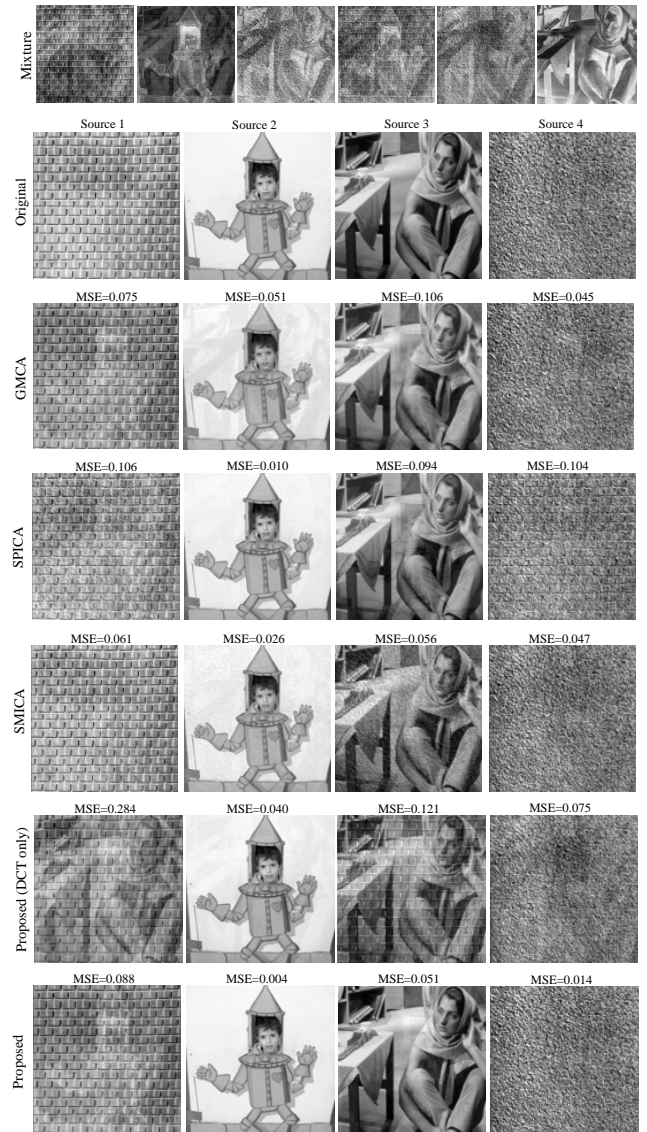 Mixture
Source 1 Source 2 Source 3 Source 4
Original
MSE=0.075 MSE=0.051 MSE=0.106 MSE=0.045
GMCA
MSE=0.106 MSE=0.010 MSE=0.094 MSE=0.104
SPICA
MSE=0.061 MSE=0.026 MSE=0.056 MSE=0.047
SMICA
MSE=0.284 MSE=0.040 MSE=0.121 MSE=0.075
Proposed (DCT only)
MSE=0.088 MSE=0.004 MSE=0.051 MSE=0.014
Proposed